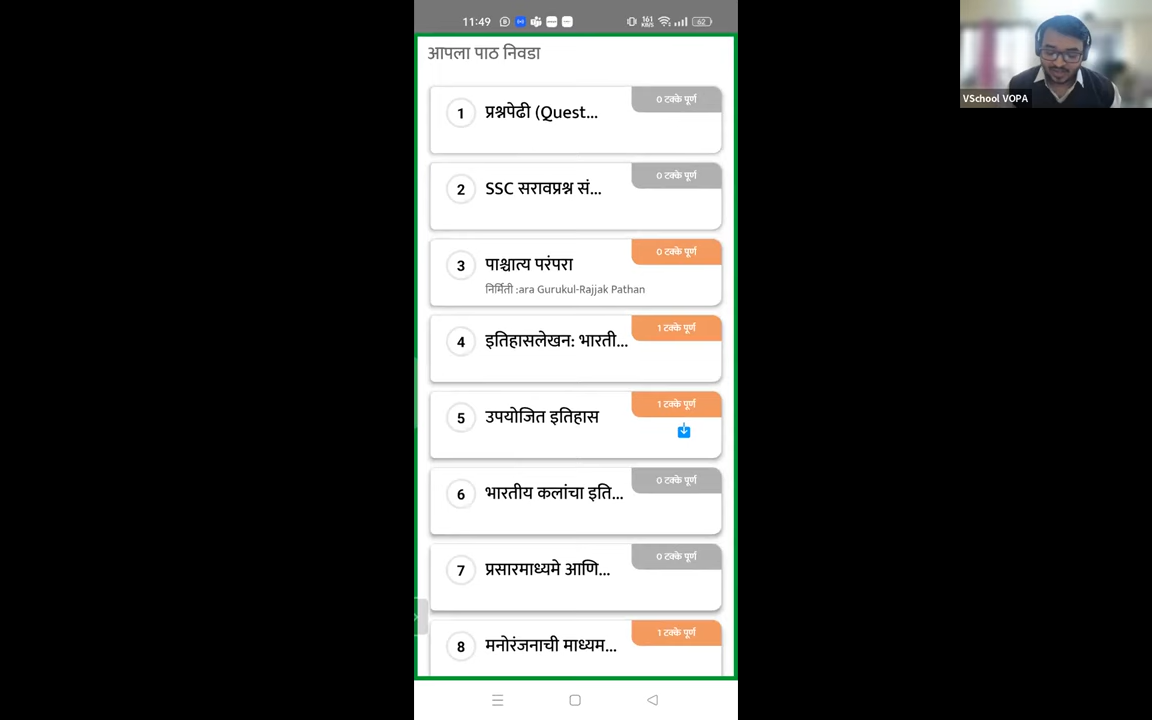 11:49
161
KB/S
62
आपला पाठ निवडा
0 टक्के पूर्ण
1
प्रश्नपेढी (Quest...
0 टक्के पूर्ण
2
SSC सरावप्रश्न सं...
0 टक्के पूर्ण
3
पाश्चात्य परंपरा
निर्मिती :ara Gurukul-Rajjak Pathan
1 टक्के पूर्ण
4
इतिहासलेखन: भारती...
1 टक्के पूर्ण
5
उपयोजित इतिहास
0 टक्के पूर्ण
6
भारतीय कलांचा इति...
0 टक्के पूर्ण
7
प्रसारमाध्यमे आणि...
1 टक्के पूर्ण
8
मनोरंजनाची माध्यम...
VSchool VOPA